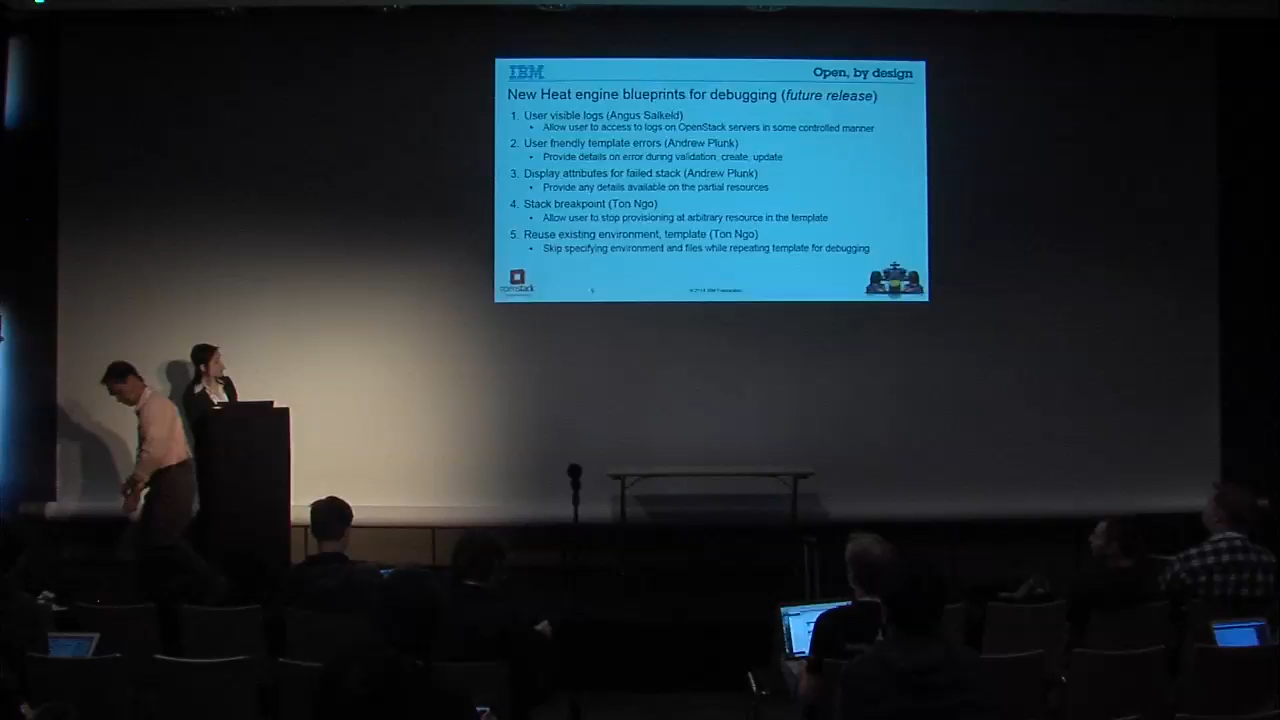 IBM
Open, by design
New Heat engine blueprints for debugging (future release)
1. User visible logs (Angus Salkeld)
• Allow user to access to logs on OpenStack servers in some controlled manner
2. User friendly template errors (Andrew Plunk)
• Provide details on error during validation, create, update
3. Display attributes for failed stack (Andrew Plunk)
• Provide any details available on the partial resources
4. Stack breakpoint (Ton Ngo)
• Allow user to stop provisioning at arbitrary resource in the template
5. Reuse existing environment, template (Ton Ngo)
• Skip specifying environment and files while repeating template for debugging
openstack